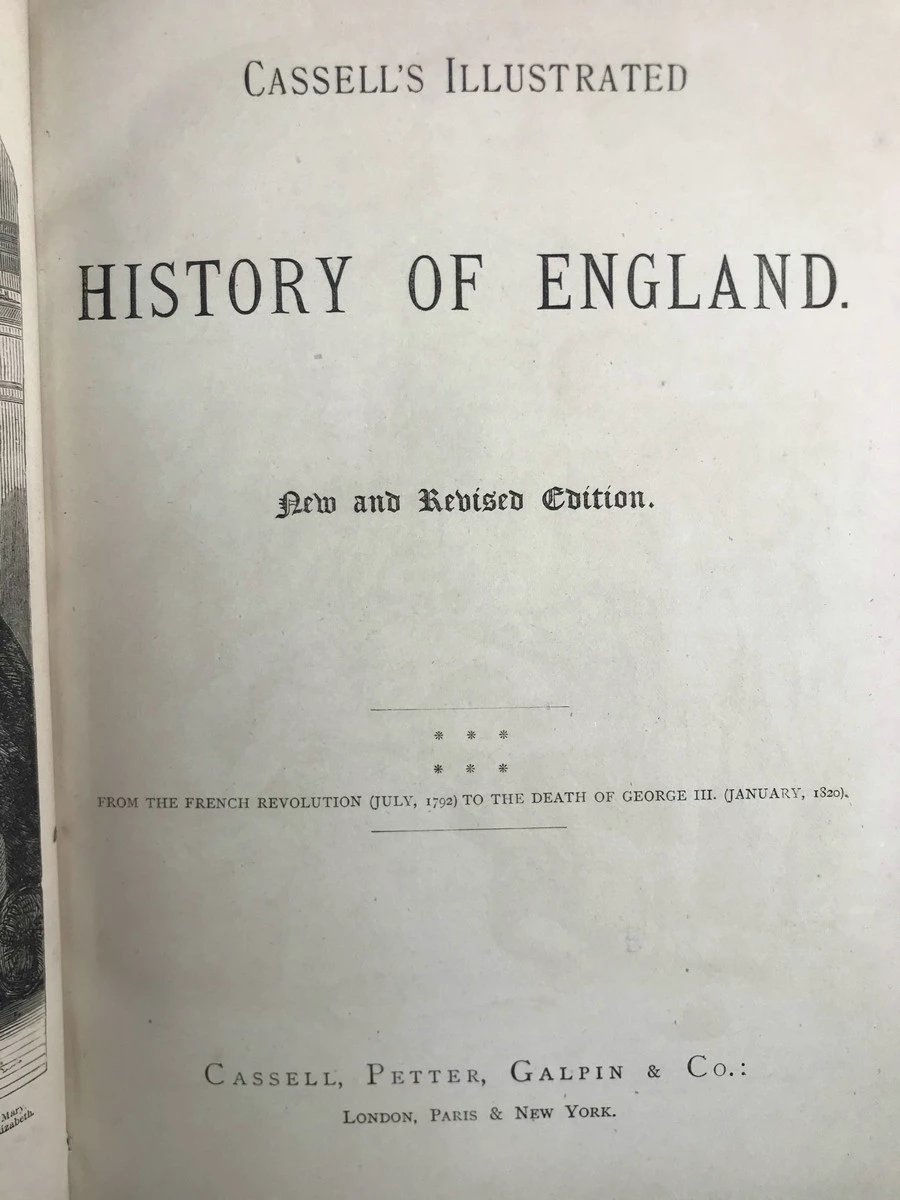 CASSELL'S ILLUSTRATED
HISTORY OF ENGLAND.
New and Revised Edition.
* * *
* * *
FROM THE FRENCH REVOLUTION (JULY, 1792) TO THE DEATH OF GEORGE III. (JANUARY, 1820).
CASSELL, PETTER, GALPIN & Co.:
LONDON, PARIS & NEW YORK.
Mary,